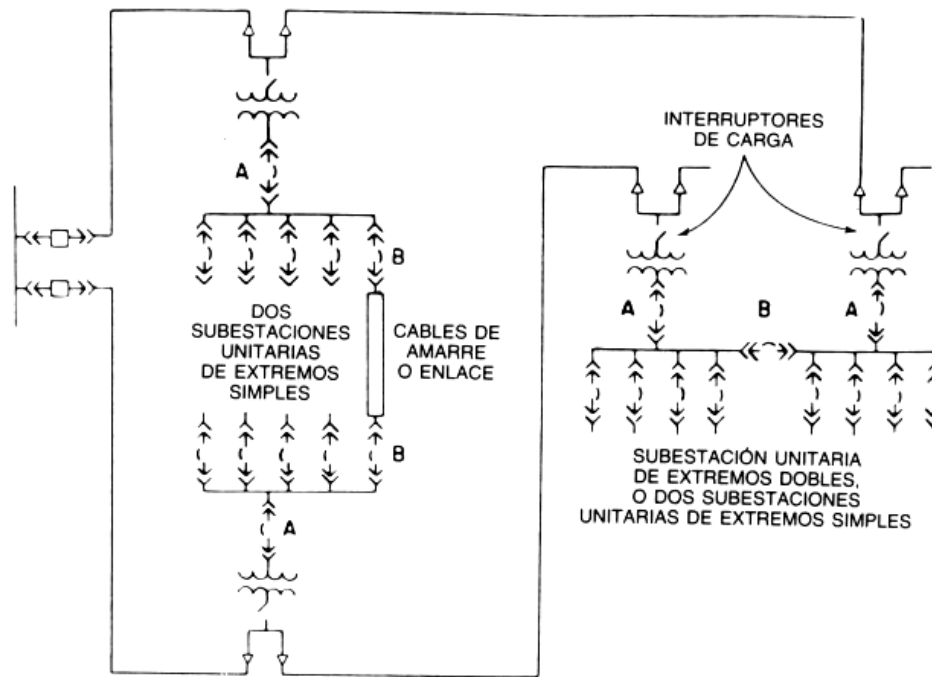 INTERRUPTORES
DE CARGA
A
B
DOS
SUBESTACIONES
UNITARIAS
DE EXTREMOS
SIMPLES
CABLES DE
AMARRE
O ENLACE
B
A
A
B
A
SUBESTACIÓN UNITARIA
DE EXTREMOS DOBLES,
O DOS SUBESTACIONES
UNITARIAS DE EXTREMOS SIMPLES